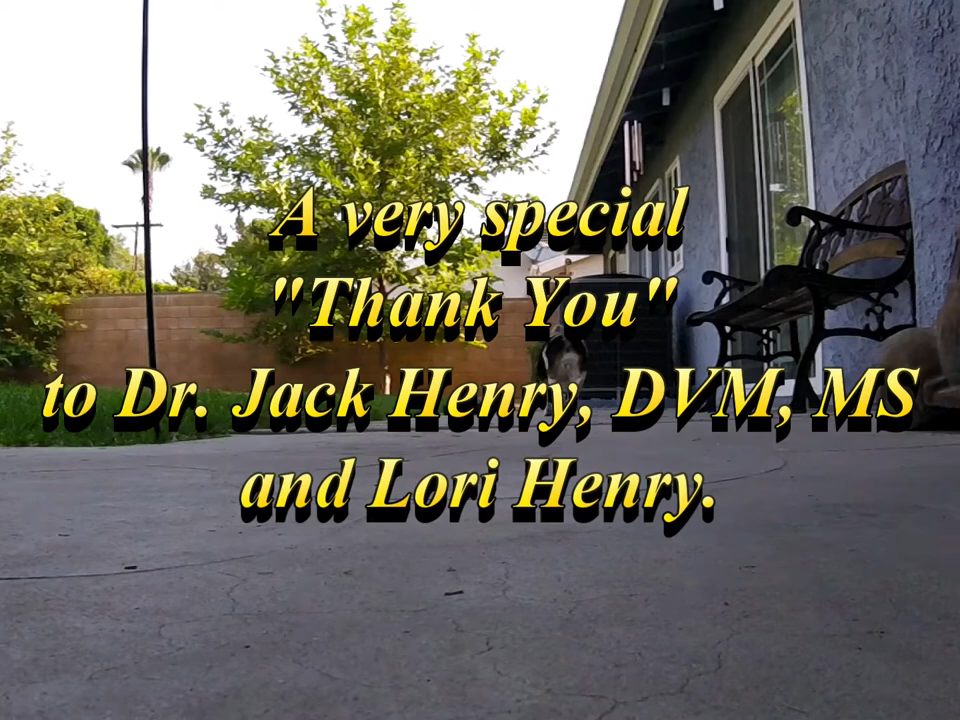 A very special
"Thank You"
to Dr. Jack Henry, DVM, MS
and Lori Henry.